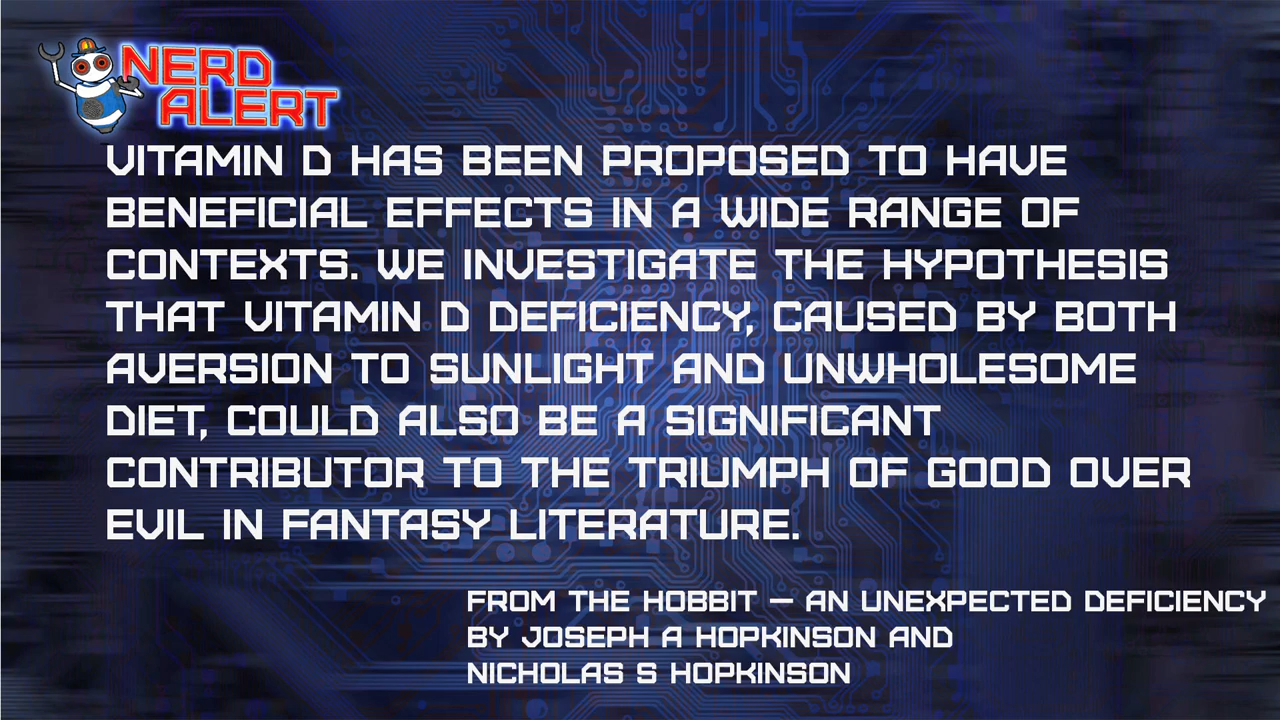 NERD
ALERT
VITAMIN D HAS BEEN PROPOSED TO HAVE
BENEFICIAL EFFECTS IN A WIDE RANGE OF
CONTEXTS. WE INVESTIGATE THE HYPOTHESIS
THAT VITAMIN D DEFICIENCY, CAUSED BY BOTH
AVERSION TO SUNLIGHT AND UNWHOLESOME
DIET, COULD ALSO BE A SIGNIFICANT
CONTRIBUTOR TO THE TRIUMPH OF GOOD OVER
EVIL IN FANTASY LITERATURE.
FROM THE HOBBIT — AN UNEXPECTED DEFICIENCY
BY JOSEPH A HOPKINSON AND
NICHOLAS S HOPKINSON